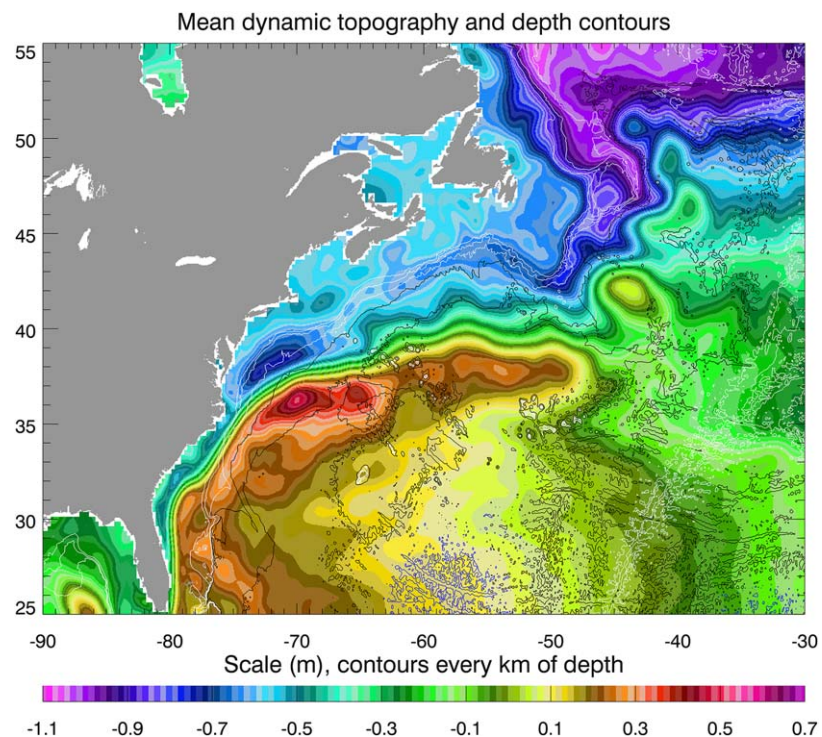 Mean dynamic topography and depth contours
55
50
45
40
35
30
25
-90 -80 -70 -60 -50 -40 -30
Scale (m), contours every km of depth
-1.1 -0.9 -0.7 -0.5 -0.3 -0.1 0.1 0.3 0.5 0.7